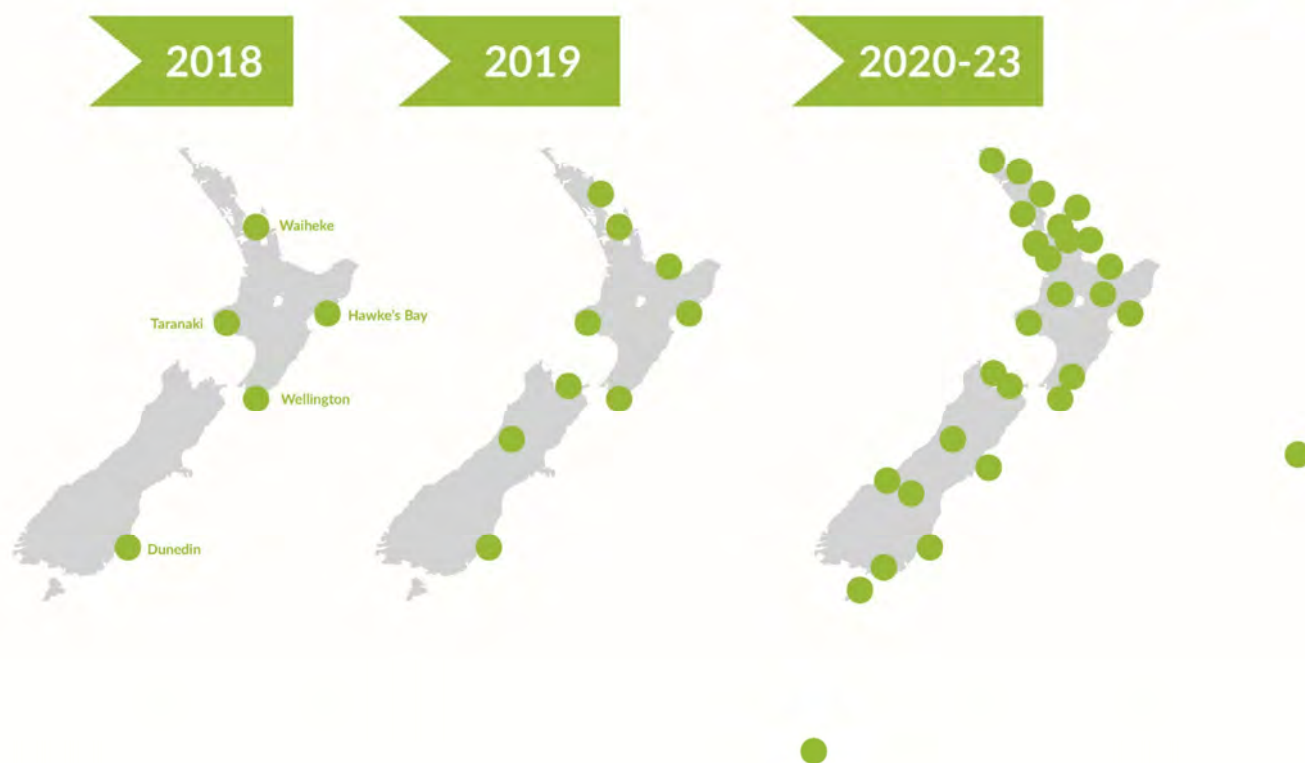 2018
2019
2020-23
Waiheke
Taranaki
Hawke's Bay
Wellington
Dunedin